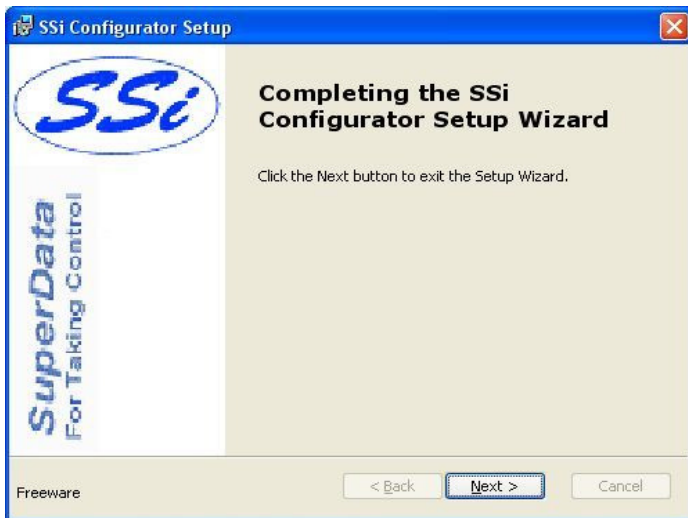 SSi Configurator Setup
SSi
SuperData
For Taking Control
Completing the SSi
Configurator Setup Wizard
Click the Next button to exit the Setup Wizard.
Freeware
< Back
Next >
Cancel